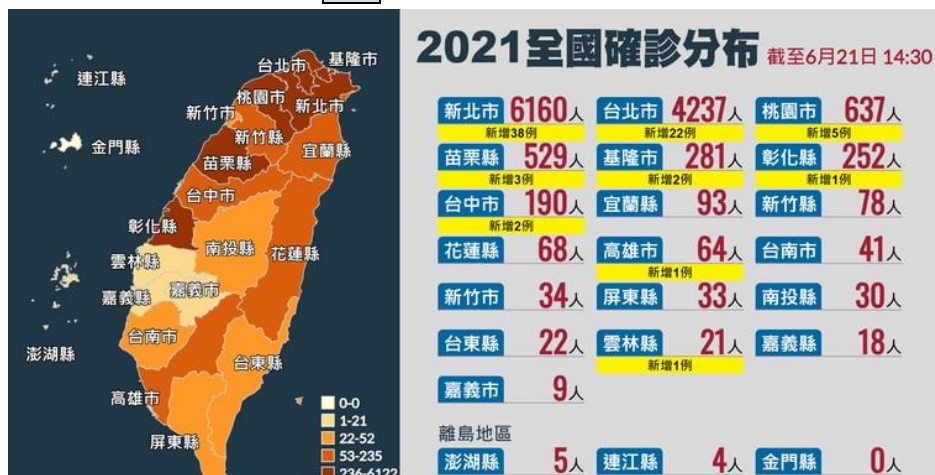 連江縣
金門縣
澎湖縣
台北市
基隆市
桃園市
新北市
新竹市
新竹縣
宜蘭縣
苗栗縣
台中市
彰化縣
南投縣
花蓮縣
雲林縣
嘉義縣
嘉義市
台南市
台東縣
高雄市
屏東縣
0-0
1-21
22-52
53-235
236-6122
2021全國確診分布 截至6月21日 14:30
新北市 6160人 台北市 4237人 桃園市 637人
新增38例 新增22例 新增5例
苗栗縣 529人 基隆市 281人 彰化縣 252人
新增3例 新增2例 新增1例
台中市 190人 宜蘭縣 93人 新竹縣 78人
新增2例
花蓮縣 68人 高雄市 64人 台南市 41人
新增1例
新竹市 34人 屏東縣 33人 南投縣 30人
台東縣 22人 雲林縣 21人 嘉義縣 18人
新增1例
嘉義市 9人
離島地區
澎湖縣 5人 連江縣 4人 金門縣 0人